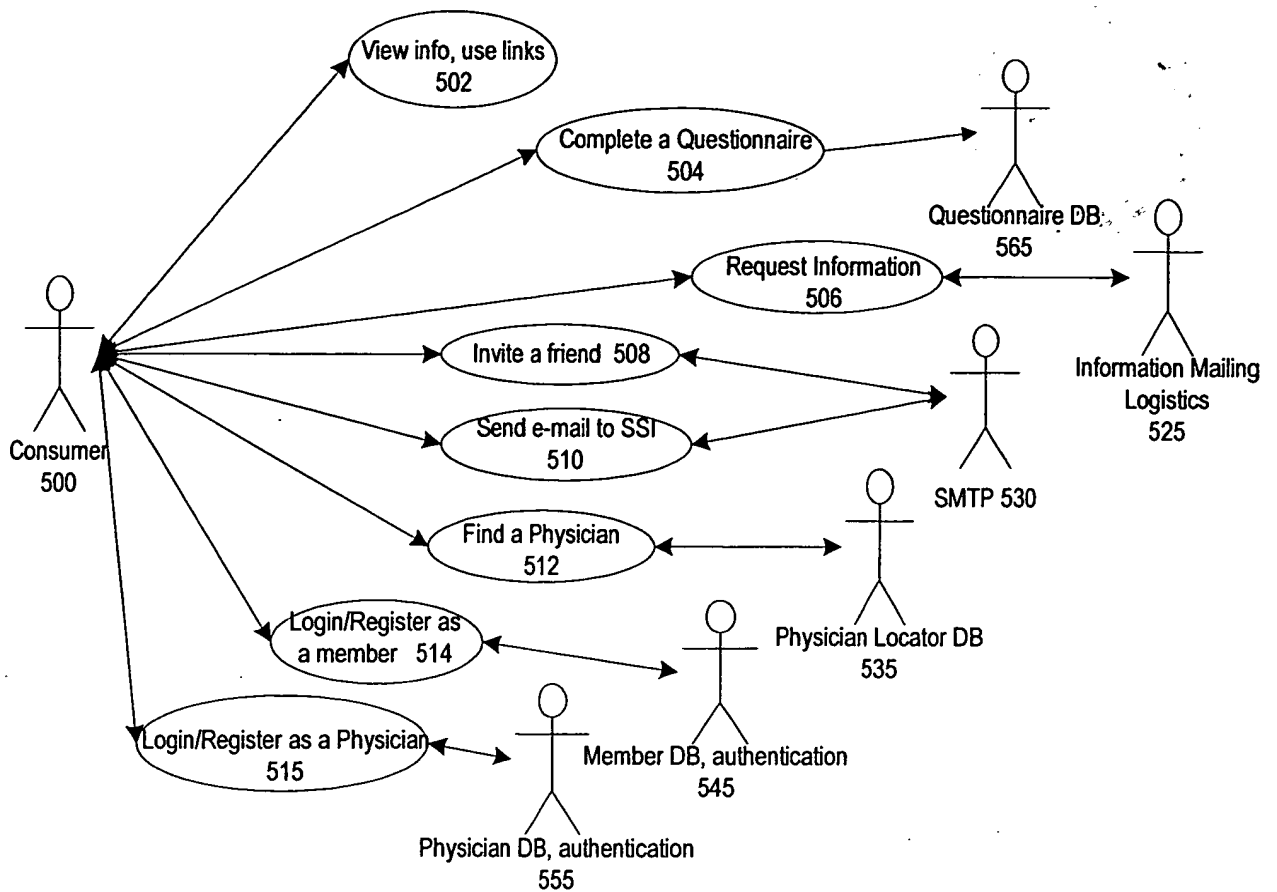 View info, use links
502
Complete a Questionnaire
504
Questionnaire DB
565
Request Information
506
Invite a friend 508
Information Mailing
Logistics
525
Consumer
500
Send e-mail to SSI
510
SMTP 530
Find a Physician
512
Physician Locator DB
535
Login/Register as
a member 514
Login/Register as a Physician
515
Member DB, authentication
545
Physician DB, authentication
555